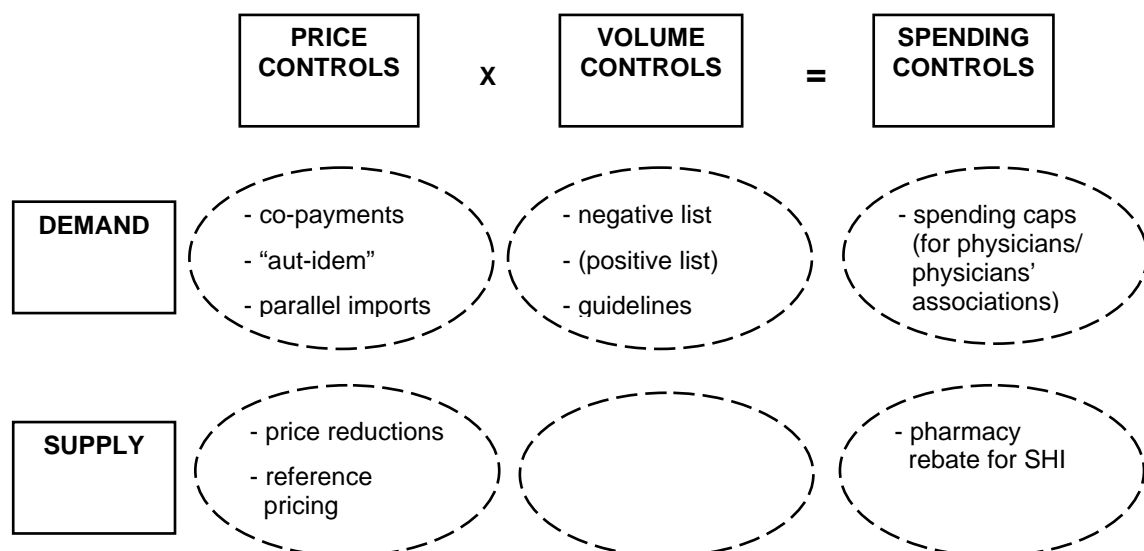 PRICE
CONTROLS
X
VOLUME
CONTROLS
=
SPENDING
CONTROLS
DEMAND
- co-payments
- “aut-idem”
- parallel imports
- negative list
- (positive list)
- guidelines
- spending caps
(for physicians/
physicians’
associations)
SUPPLY
- price reductions
- reference
pricing
- pharmacy
rebate for SHI